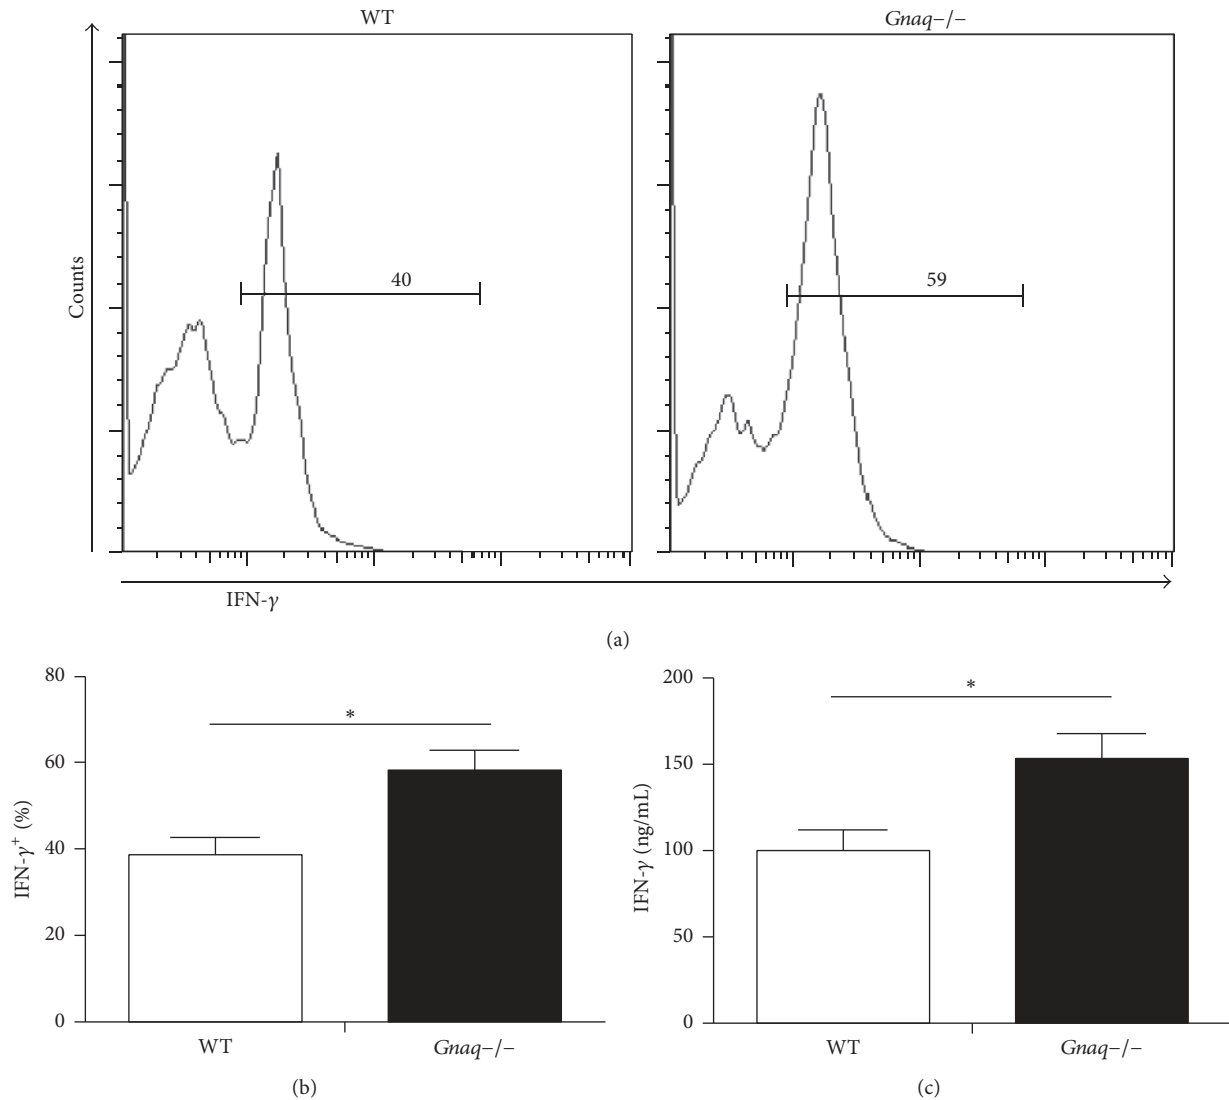 WT
Gnaq−/−
Counts
40
59
IFN-γ
(a)
80
60
40
20
0
IFN-γ⁺ (%)
*
WT
Gnaq−/−
(b)
200
150
100
50
0
IFN-γ (ng/mL)
*
WT
Gnaq−/−
(c)